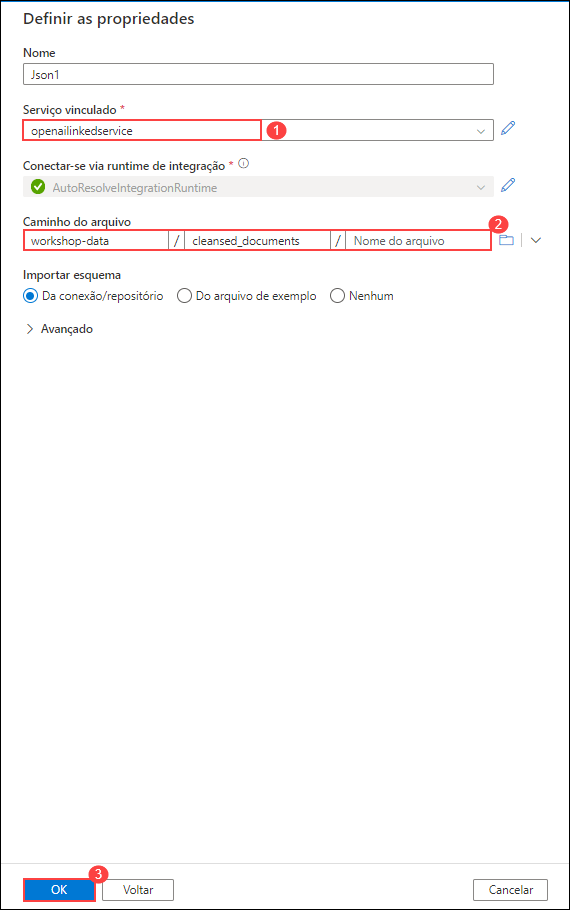 Definir as propriedades
Nome
Json1
Serviço vinculado *
openailinkedservice 1
Conectar-se via runtime de integração *
AutoResolveIntegrationRuntime
Caminho do arquivo 2
workshop-data / cleansed_documents / Nome do arquivo
Importar esquema
Da conexão/repositório Do arquivo de exemplo Nenhum
Avançado
3
OK Voltar Cancelar